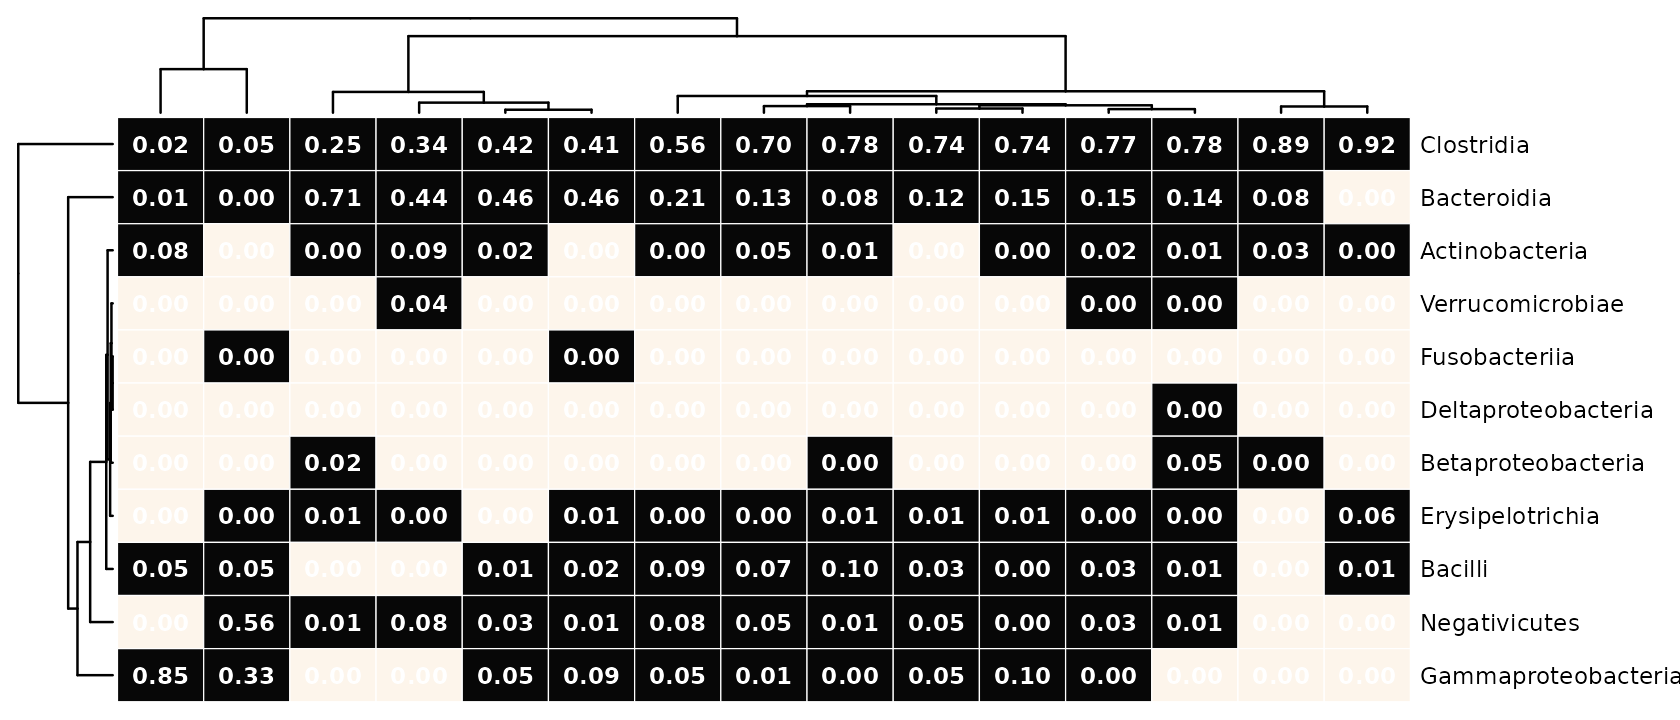 0.02 0.05 0.25 0.34 0.42 0.41 0.56 0.70 0.78 0.74 0.74 0.77 0.78 0.89 0.92 Clostridia
0.01 0.00 0.71 0.44 0.46 0.46 0.21 0.13 0.08 0.12 0.15 0.15 0.14 0.08 0.00 Bacteroidia
0.08 0.00 0.00 0.09 0.02 0.00 0.00 0.05 0.01 0.00 0.00 0.02 0.01 0.03 0.00 Actinobacteria
0.00 0.00 0.00 0.04 0.00 0.00 0.00 0.00 0.00 0.00 0.00 0.00 0.00 0.00 0.00 Verrucomicrobiae
0.00 0.00 0.00 0.00 0.00 0.00 0.00 0.00 0.00 0.00 0.00 0.00 0.00 0.00 0.00 Fusobacteriia
0.00 0.00 0.00 0.00 0.00 0.00 0.00 0.00 0.00 0.00 0.00 0.00 0.00 0.00 0.00 Deltaproteobacteria
0.00 0.00 0.02 0.00 0.00 0.00 0.00 0.00 0.00 0.00 0.00 0.00 0.05 0.00 0.00 Betaproteobacteria
0.00 0.00 0.01 0.00 0.00 0.01 0.00 0.00 0.01 0.01 0.01 0.00 0.00 0.00 0.06 Erysipelotrichia
0.05 0.05 0.00 0.00 0.01 0.02 0.09 0.07 0.10 0.03 0.00 0.03 0.01 0.00 0.01 Bacilli
0.00 0.56 0.01 0.08 0.03 0.01 0.08 0.05 0.01 0.05 0.00 0.03 0.01 0.00 0.00 Negativicutes
0.85 0.33 0.00 0.00 0.05 0.09 0.05 0.01 0.00 0.05 0.10 0.00 0.00 0.00 0.00 Gammaproteobacteria